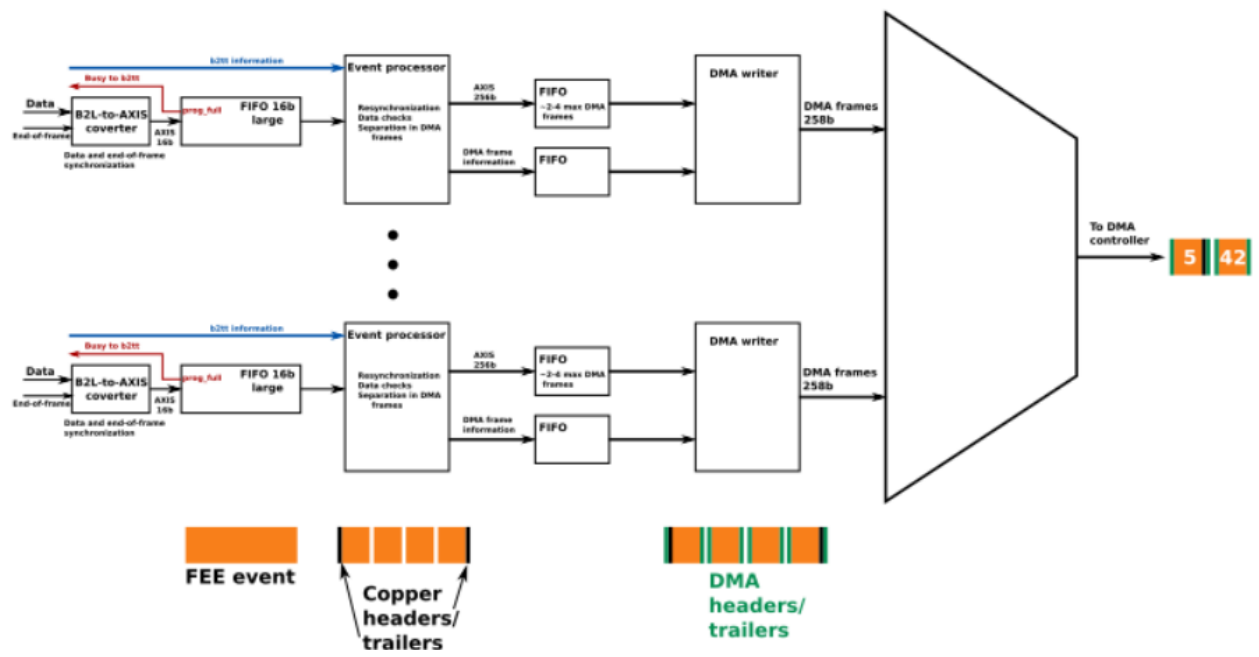 b2tt information
Busy to b2tt
Data
End-of-frame
B2L-to-AXIS
coverter
AXIS
16b
Data and end-of-frame
synchronization
prog_full
FIFO 16b
large
Event processor
Resynchronization
Data checks
Separation in DMA
frames
AXIS
256b
DMA frame
information
FIFO
~2-4 max DMA
frames
FIFO
DMA writer
DMA frames
258b
To DMA
controller
5
42
b2tt information
Busy to b2tt
Data
End-of-frame
B2L-to-AXIS
coverter
AXIS
16b
Data and end-of-frame
synchronization
prog_full
FIFO 16b
large
Event processor
Resynchronization
Data checks
Separation in DMA
frames
AXIS
256b
DMA frame
information
FIFO
~2-4 max DMA
frames
FIFO
DMA writer
DMA frames
258b
FEE event
Copper
headers/
trailers
DMA
headers/
trailers